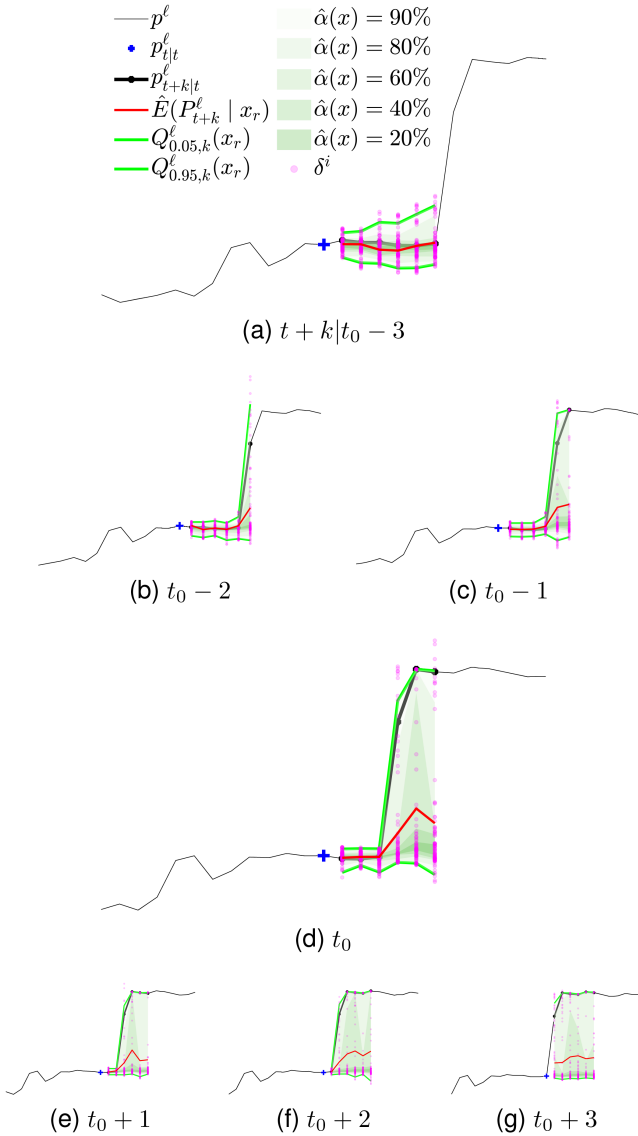 p^ℓ
p^ℓ_{t|t}
p^ℓ_{t+k|t}
Ê(P^ℓ_{t+k} | x_r)
Q^ℓ_{0.05,k}(x_r)
Q^ℓ_{0.95,k}(x_r)
α̂(x) = 90%
α̂(x) = 80%
α̂(x) = 60%
α̂(x) = 40%
α̂(x) = 20%
δ^i
(a) t + k|t_0 − 3
(b) t_0 − 2
(c) t_0 − 1
(d) t_0
(e) t_0 + 1
(f) t_0 + 2
(g) t_0 + 3